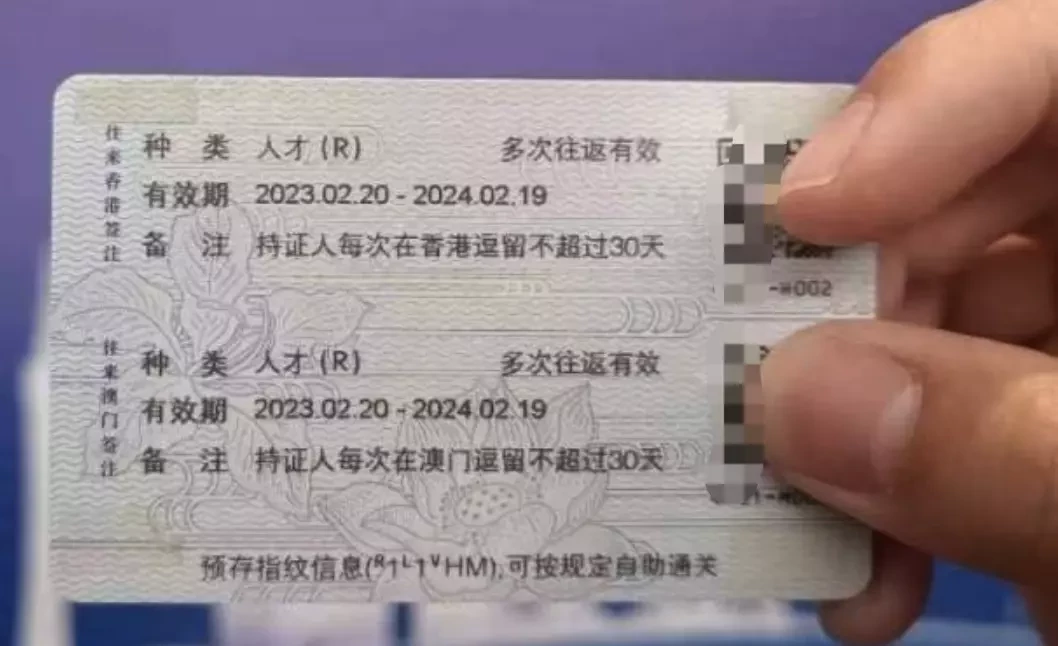 往来香港签注
种 类 人才(R) 多次往返有效
有效期 2023.02.20 - 2024.02.19
备 注 持证人每次在香港逗留不超过30天
-H002
往来澳门签注
种 类 人才(R) 多次往返有效
有效期 2023.02.20 - 2024.02.19
备 注 持证人每次在澳门逗留不超过30天
预存指纹信息(R1L1VHM),可按规定自助通关